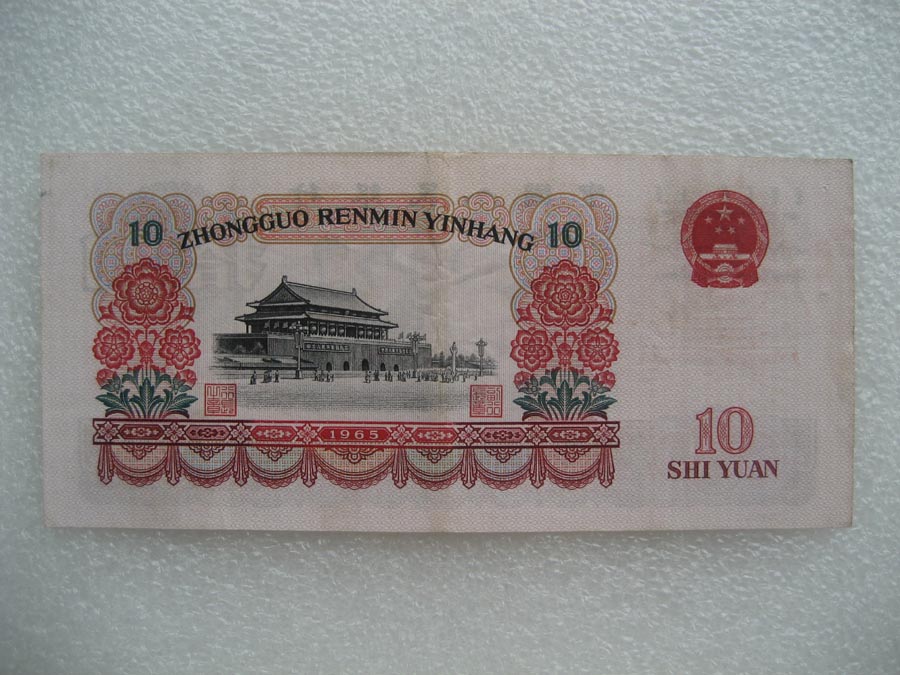 10 ZHONGGUO RENMIN YINHANG 10
1965
10
SHI YUAN